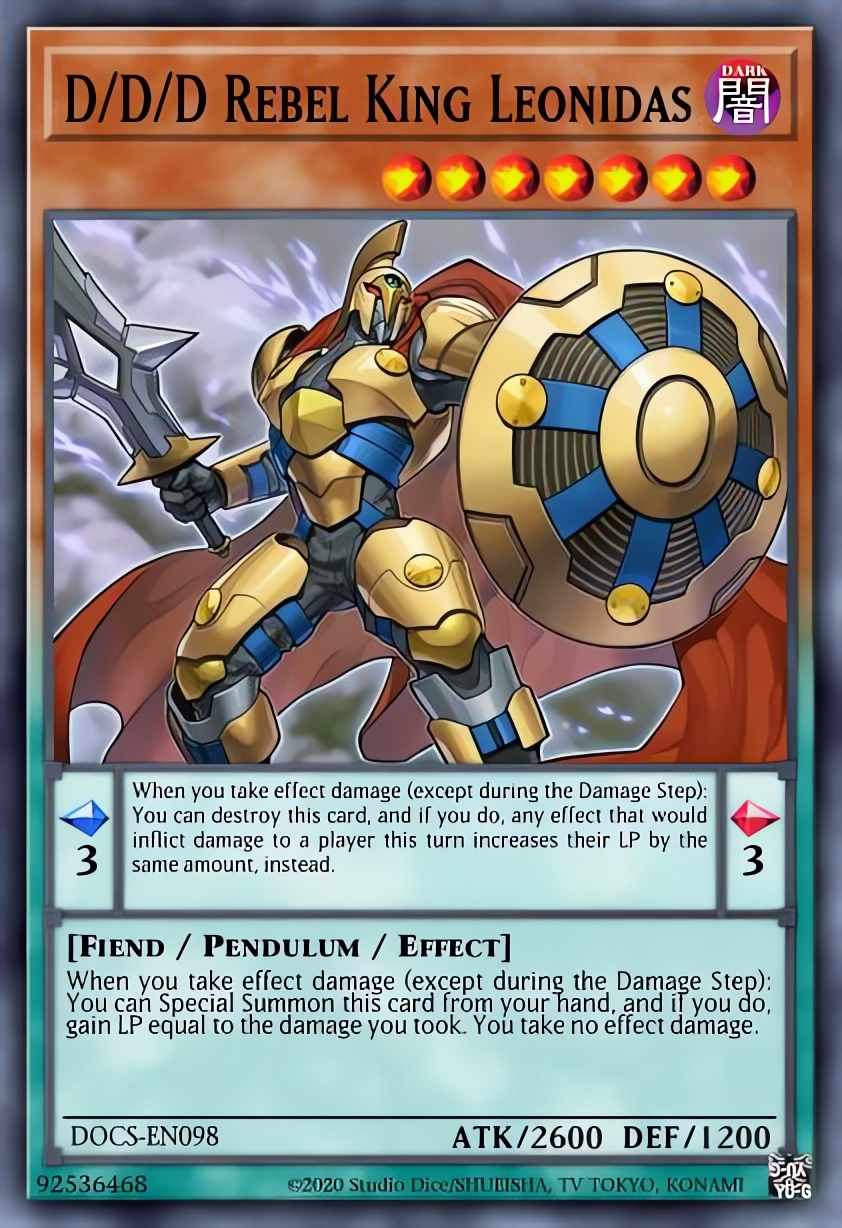 D/D/D REBEL KING LEONIDAS
DARK
闇
When you take effect damage (except during the Damage Step):
You can destroy this card, and if you do, any effect that would
inflict damage to a player this turn increases their LP by the
same amount, instead.
3
3
[FIEND / PENDULUM / EFFECT]
When you take effect damage (except during the Damage Step):
You can Special Summon this card from your hand, and if you do,
gain LP equal to the damage you took. You take no effect damage.
DOCS-EN098
ATK/2600 DEF/1200
92536468
©2020 Studio Dice/SHUEISHA, TV TOKYO, KONAMI